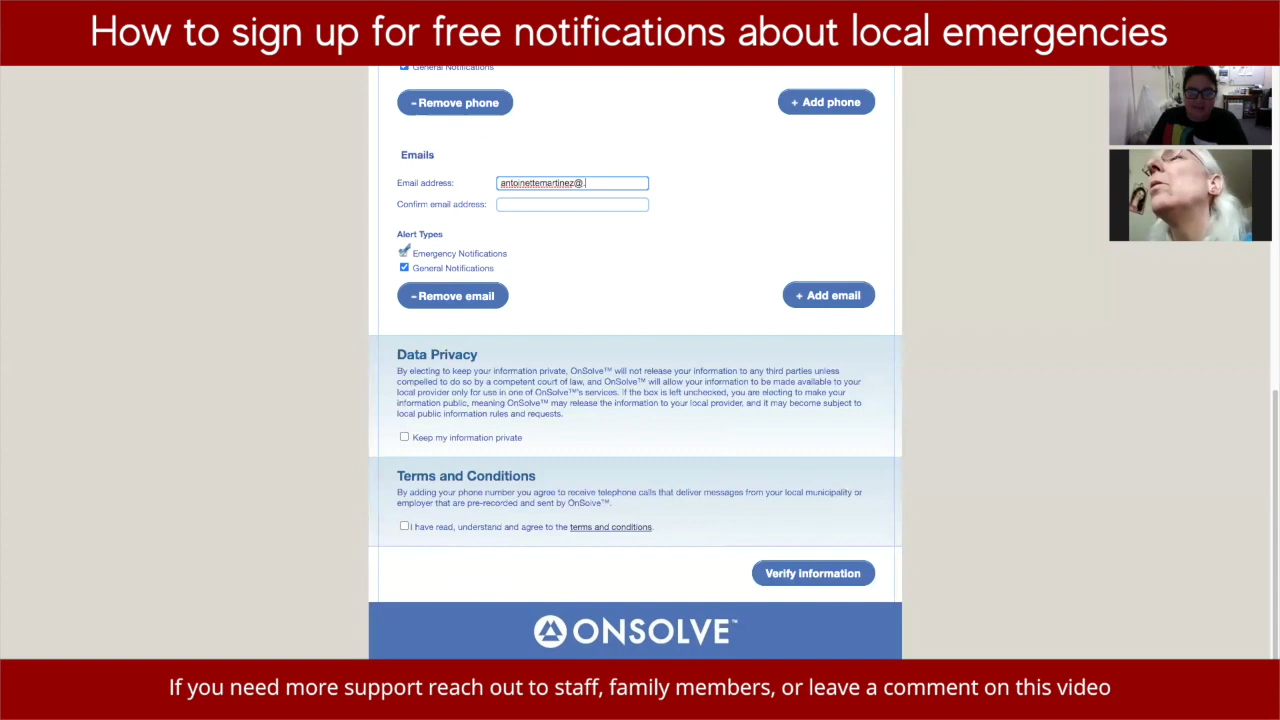 How to sign up for free notifications about local emergencies
General Notifications
- Remove phone
+ Add phone
Emails
Email address:
antoinettemartinez@.
Confirm email address:
Alert Types
Emergency Notifications
General Notifications
- Remove email
+ Add email
Data Privacy
By electing to keep your information private, OnSolve™ will not release your information to any third parties unless
compelled to do so by a competent court of law, and OnSolve™ will allow your information to be made available to your
local provider only for use in one of OnSolve™'s services. If the box is left unchecked, you are electing to make your
information public, meaning OnSolve™ may release the information to your local provider, and it may become subject to
local public information rules and requests.
Keep my information private
Terms and Conditions
By adding your phone number you agree to receive telephone calls that deliver messages from your local municipality or
employer that are pre-recorded and sent by OnSolve™.
I have read, understand and agree to the terms and conditions.
Verify information
ONSOLVE™
If you need more support reach out to staff, family members, or leave a comment on this video